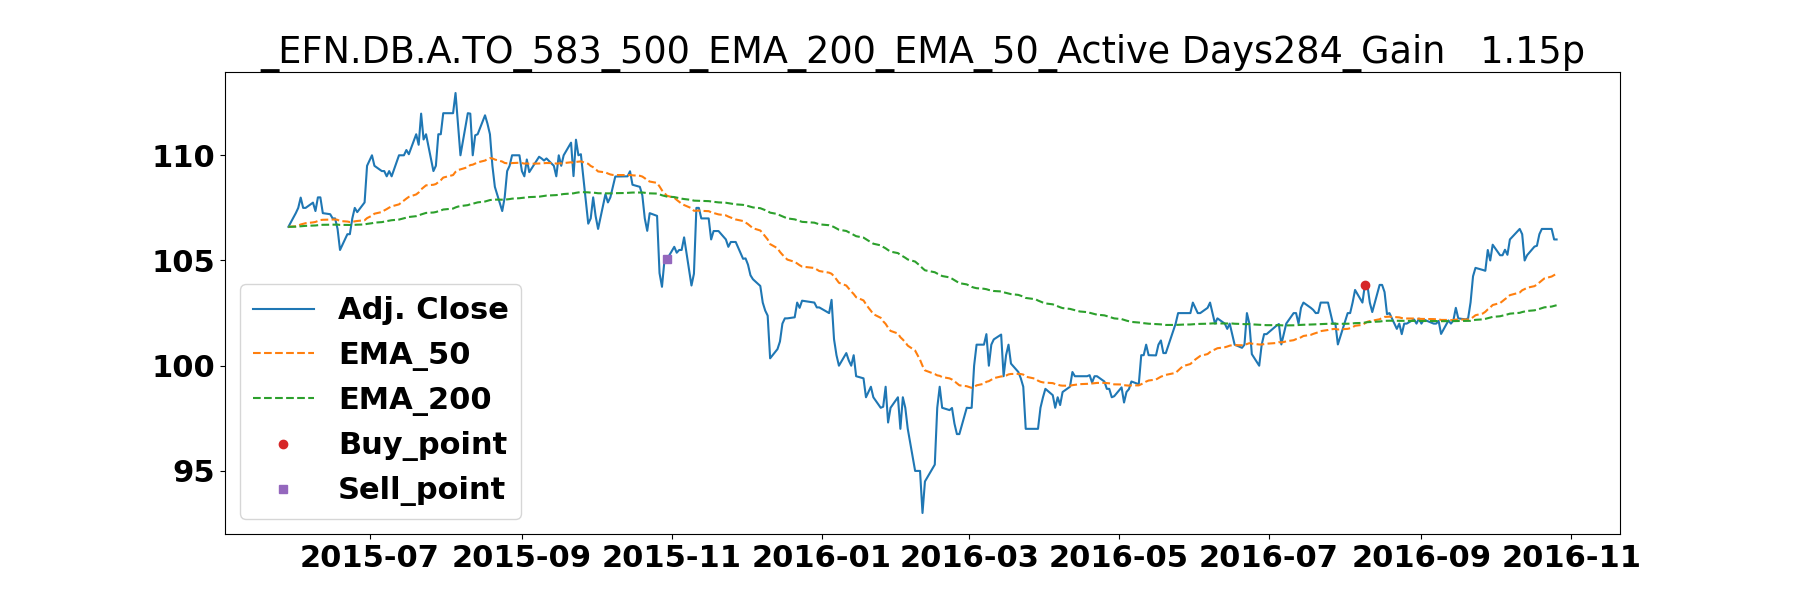 _EFN.DB.A.TO_583_500_EMA_200_EMA_50_Active Days284_Gain   1.15p
110
105
100
95
Adj. Close
EMA_50
EMA_200
Buy_point
Sell_point
2015-07 2015-09 2015-11 2016-01 2016-03 2016-05 2016-07 2016-09 2016-11